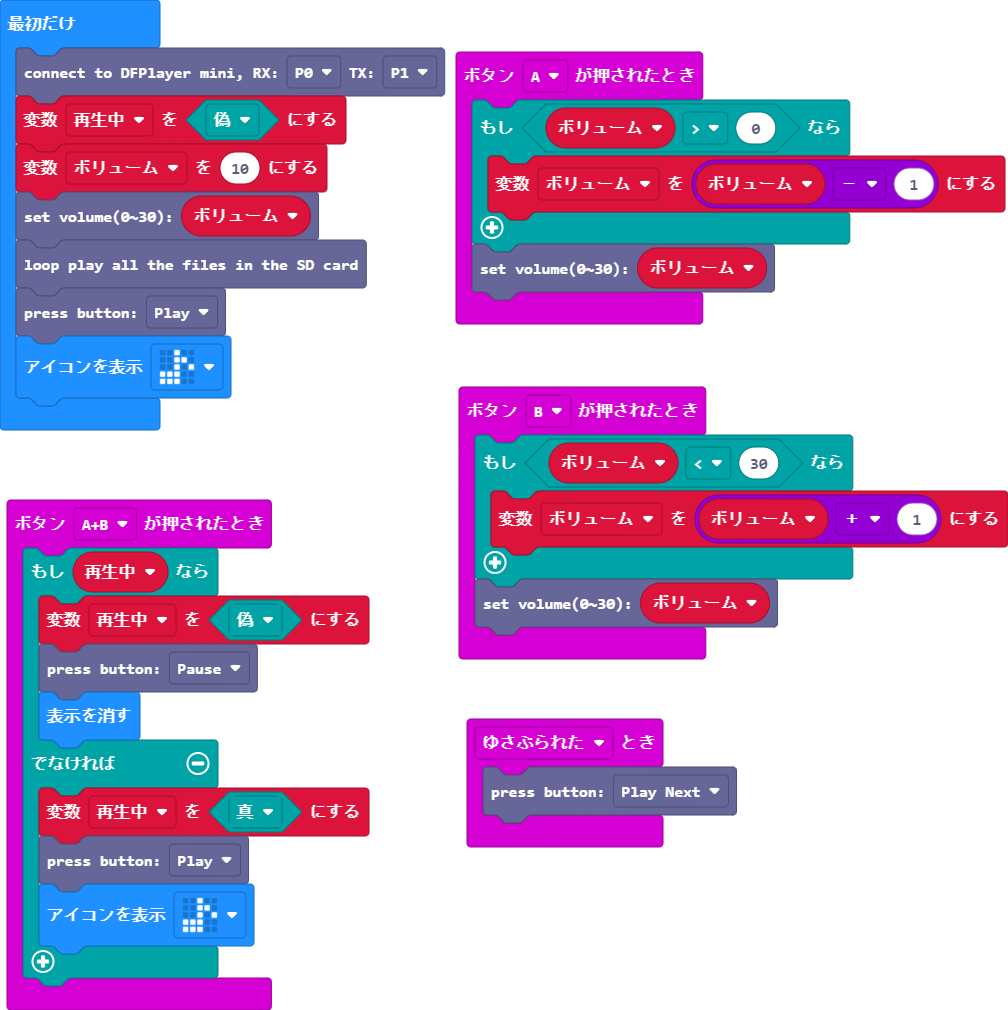 最初だけ
connect to DFPlayer mini, RX: P0 TX: P1
変数 再生中 を 偽 にする
変数 ボリューム を 10 にする
set volume(0~30): ボリューム
loop play all the files in the SD card
press button: Play
アイコンを表示
ボタン A が押されたとき
もし ボリューム > 0 なら
変数 ボリューム を ボリューム - 1 にする
set volume(0~30): ボリューム
ボタン B が押されたとき
もし ボリューム < 30 なら
変数 ボリューム を ボリューム + 1 にする
set volume(0~30): ボリューム
ボタン A+B が押されたとき
もし 再生中 なら
変数 再生中 を 偽 にする
press button: Pause
表示を消す
でなければ
変数 再生中 を 真 にする
press button: Play
アイコンを表示
ゆさぶられた とき
press button: Play Next